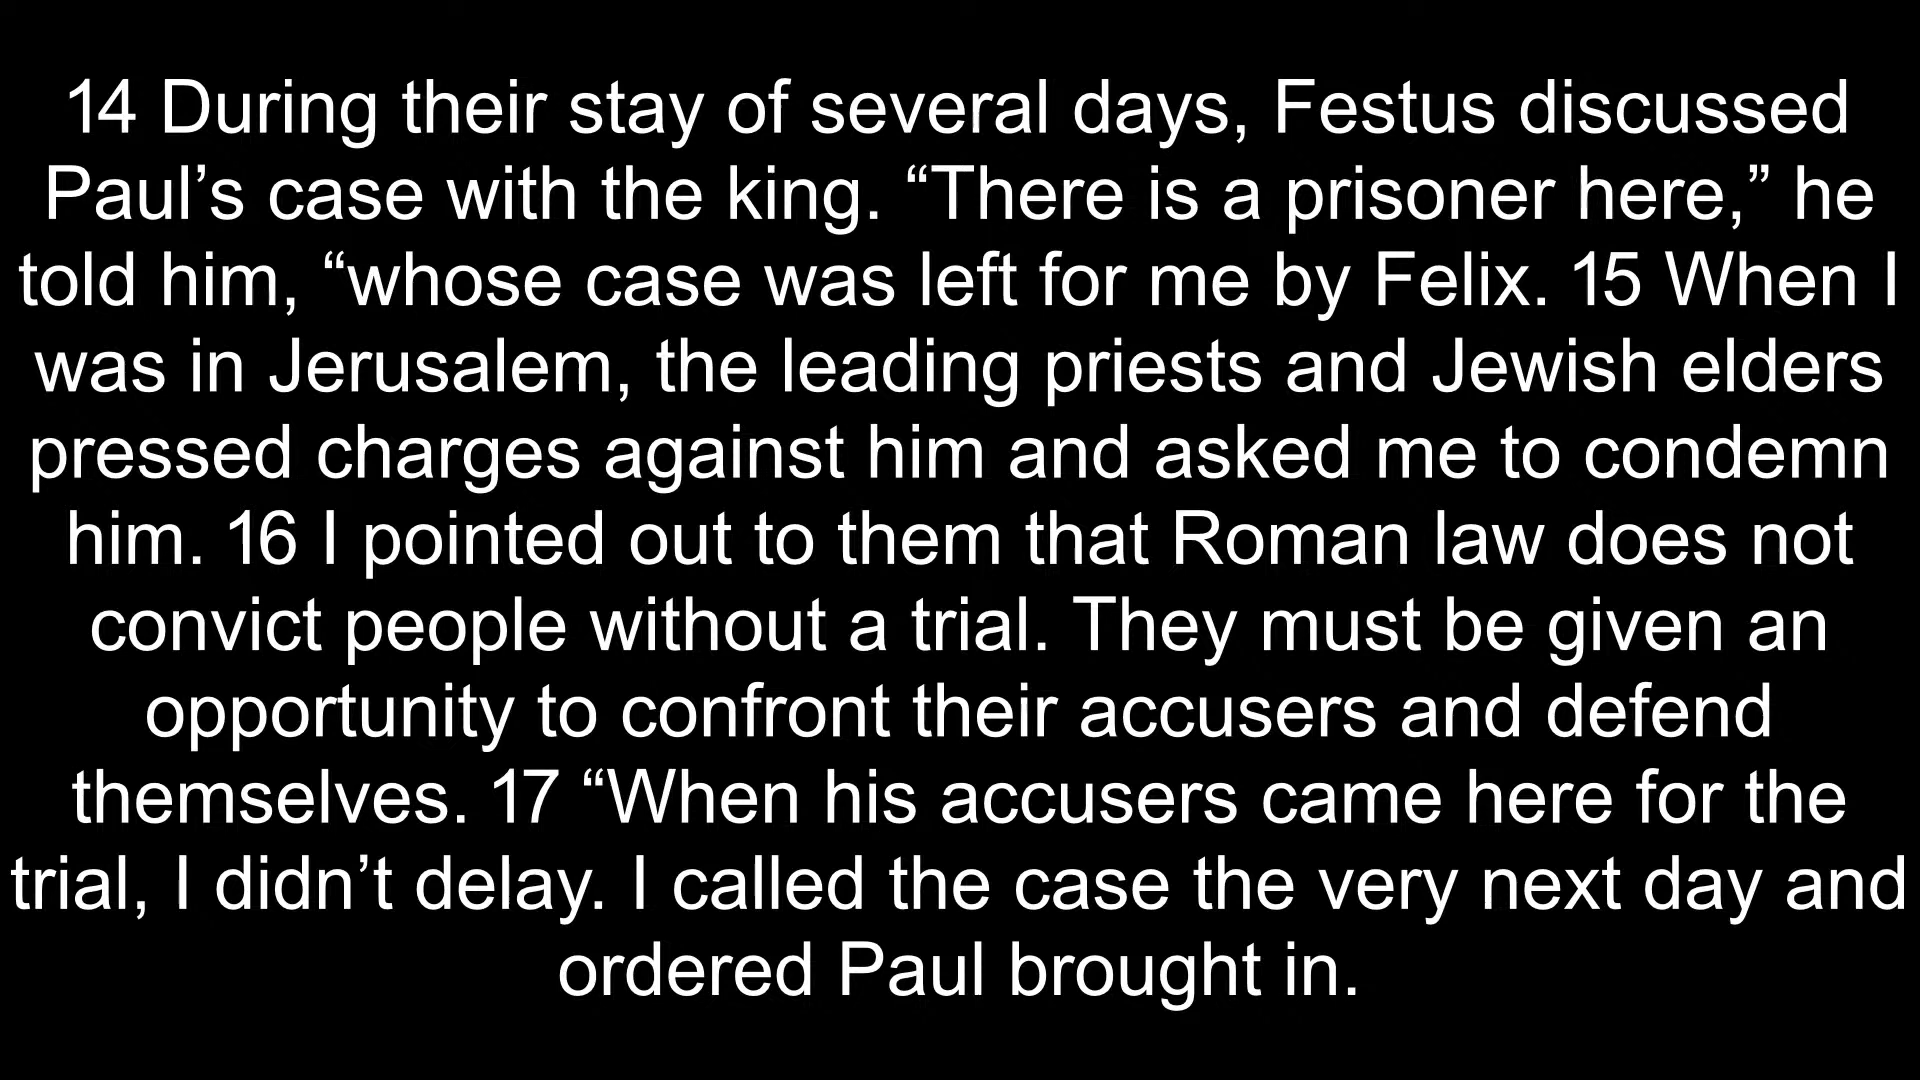 14 During their stay of several days, Festus discussed
Paul’s case with the king. “There is a prisoner here,” he
told him, “whose case was left for me by Felix. 15 When I
was in Jerusalem, the leading priests and Jewish elders
pressed charges against him and asked me to condemn
him. 16 I pointed out to them that Roman law does not
convict people without a trial. They must be given an
opportunity to confront their accusers and defend
themselves. 17 “When his accusers came here for the
trial, I didn’t delay. I called the case the very next day and
ordered Paul brought in.